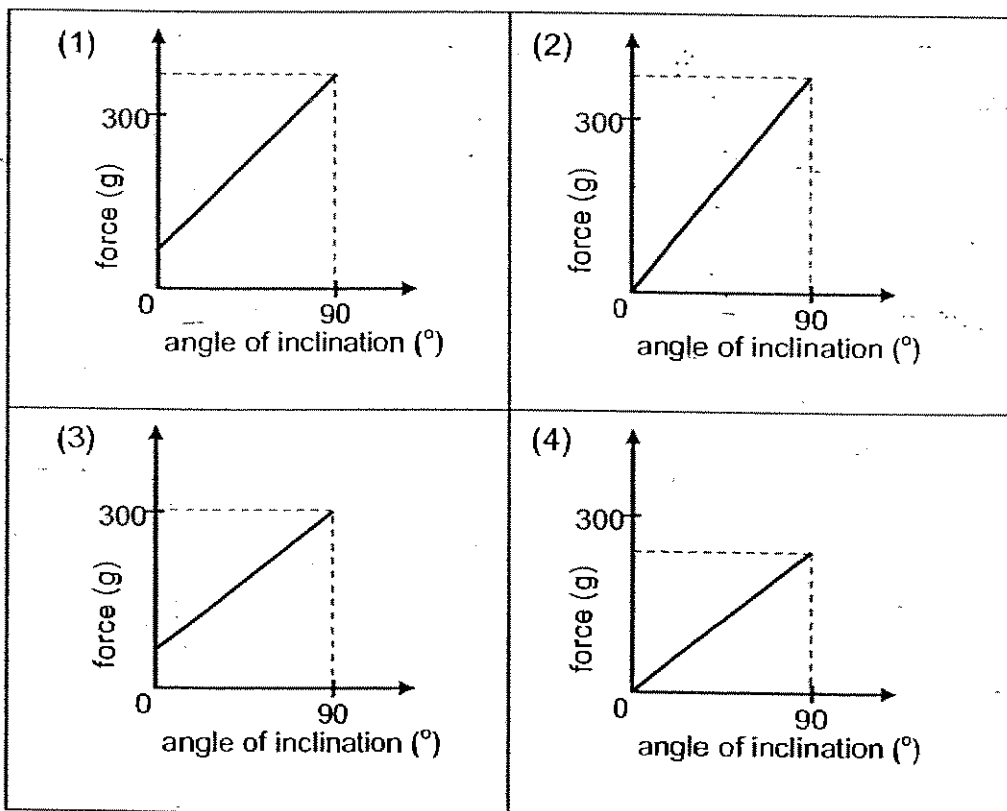 (1)
300
force (g)
0
90
angle of inclination (°)
(2)
300
force (g)
0
90
angle of inclination (°)
(3)
300
force (g)
0
90
angle of inclination (°)
(4)
300
force (g)
0
90
angle of inclination (°)